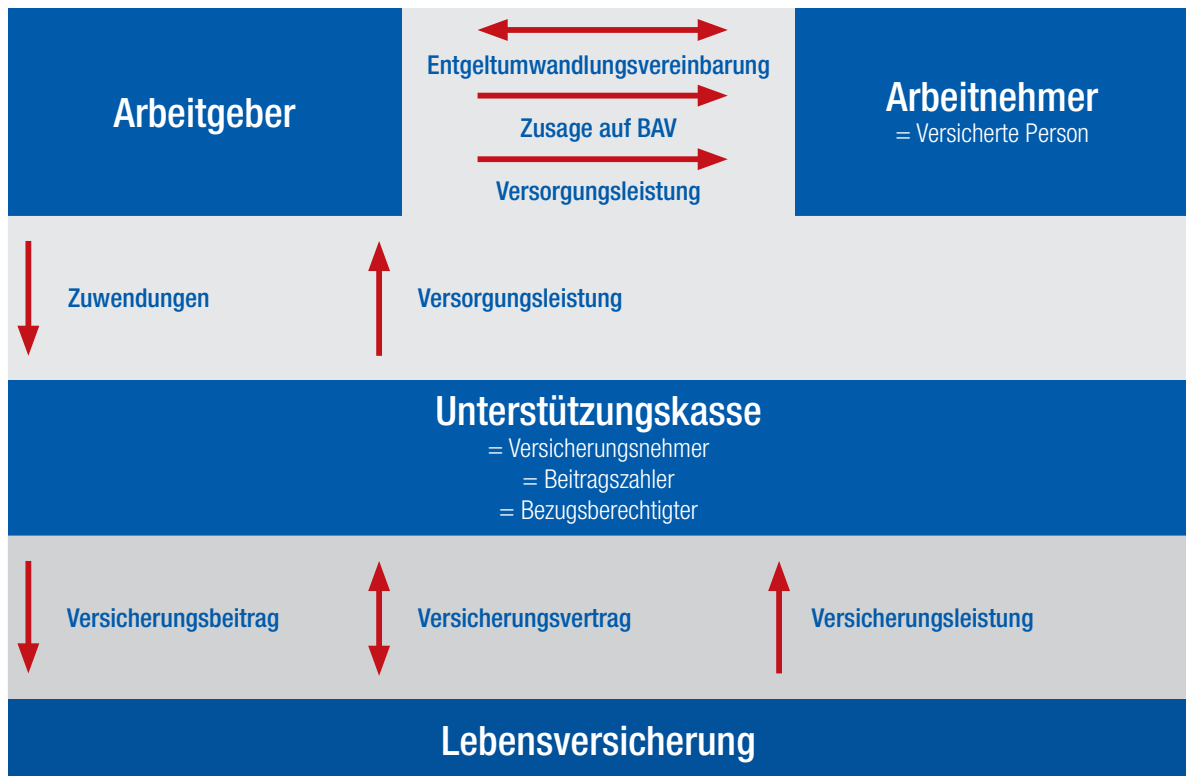 Arbeitgeber
Entgeltumwandlungsvereinbarung
Zusage auf BAV
Versorgungsleistung
Arbeitnehmer
= Versicherte Person
Zuwendungen
Versorgungsleistung
Unterstützungskasse
= Versicherungsnehmer
= Beitragszahler
= Bezugsberechtigter
Versicherungsbeitrag
Versicherungsvertrag
Versicherungsleistung
Lebensversicherung